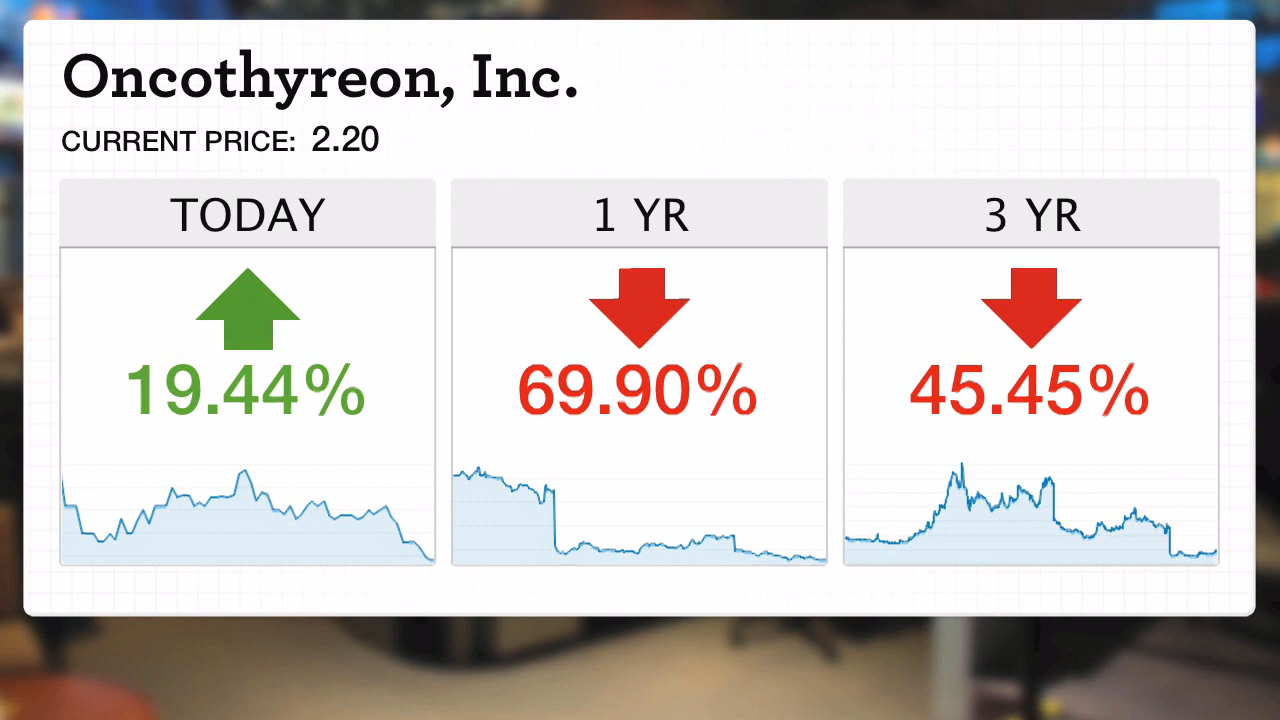 Oncothyreon, Inc.
CURRENT PRICE: 2.20
TODAY
1 YR
3 YR
19.44%
69.90%
45.45%